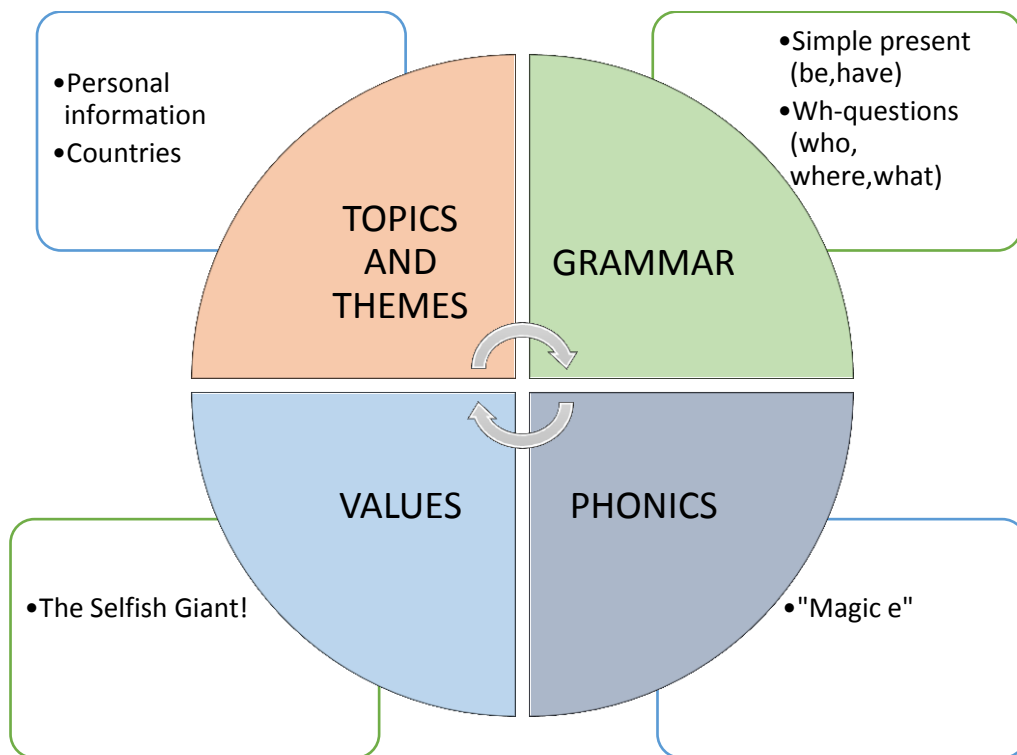 •Personal
information
•Countries
TOPICS
AND
THEMES
•Simple present
(be,have)
•Wh-questions
(who,
where,what)
GRAMMAR
VALUES
•The Selfish Giant!
PHONICS
•"Magic e"